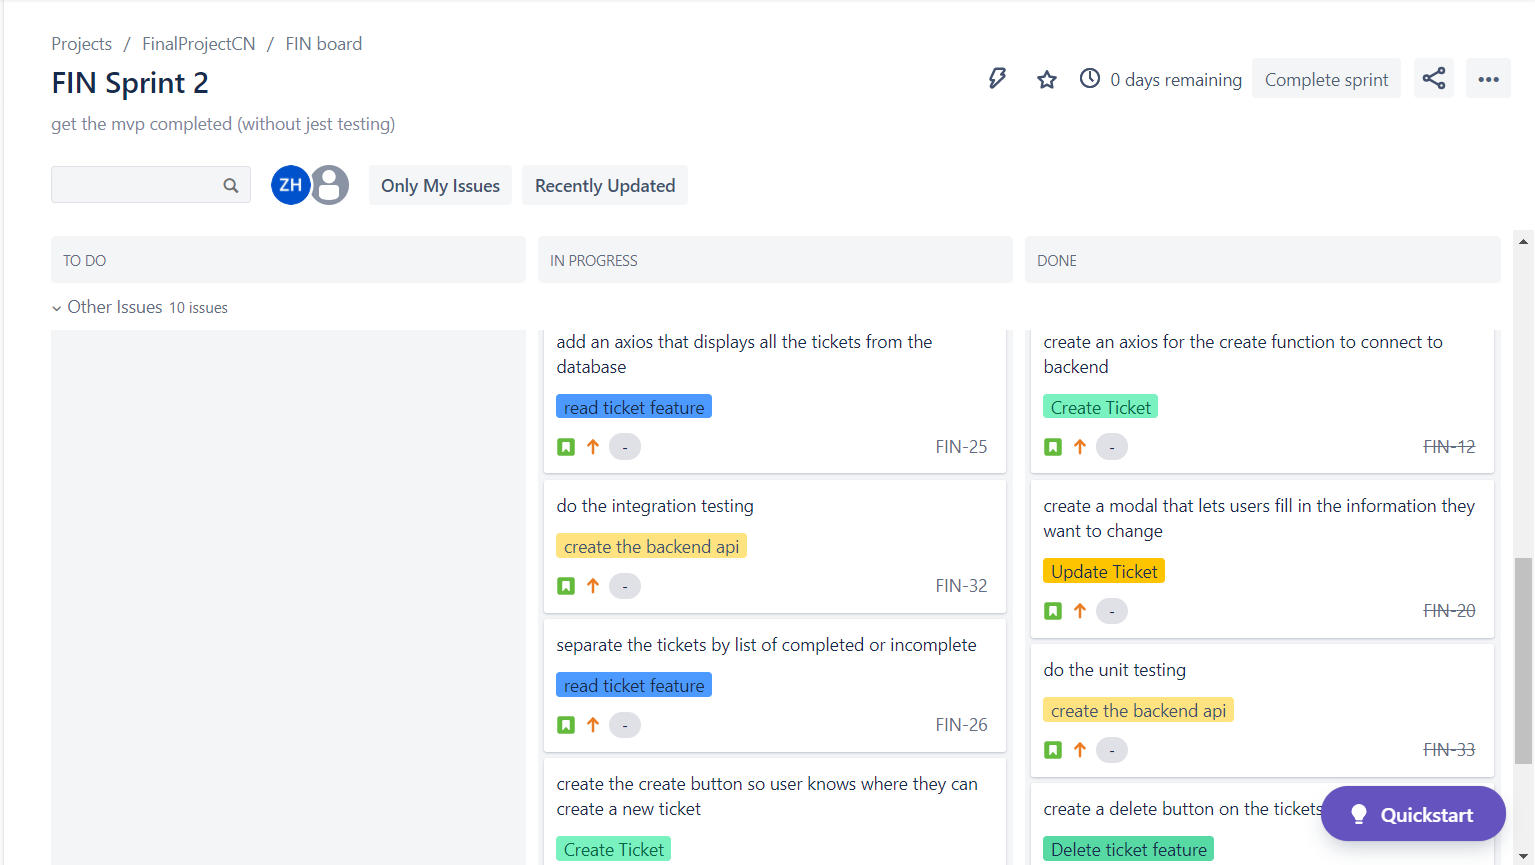 Projects / FinalProjectCN / FIN board
FIN Sprint 2
0 days remaining
Complete sprint
get the mvp completed (without jest testing)
ZH
Only My Issues
Recently Updated
TO DO
IN PROGRESS
DONE
Other Issues 10 issues
add an axios that displays all the tickets from the
database
read ticket feature
-
FIN-25
do the integration testing
create the backend api
-
FIN-32
separate the tickets by list of completed or incomplete
read ticket feature
-
FIN-26
create the create button so user knows where they can
create a new ticket
Create Ticket
create an axios for the create function to connect to
backend
Create Ticket
-
FIN-12
create a modal that lets users fill in the information they
want to change
Update Ticket
-
FIN-20
do the unit testing
create the backend api
-
FIN-33
create a delete button on the tickets
Delete ticket feature
Quickstart